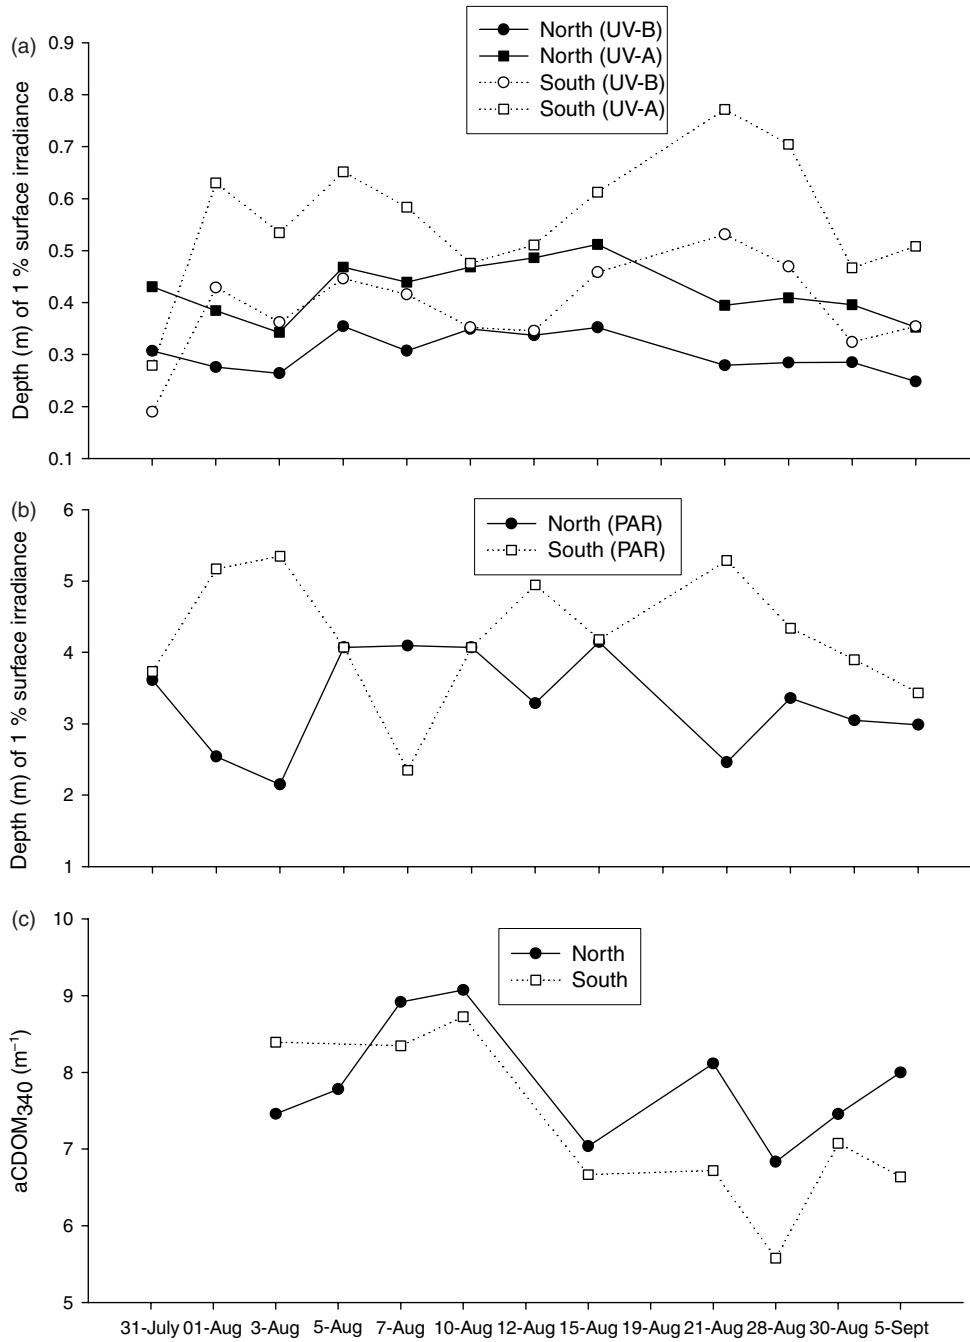 (a)
North (UV-B)
North (UV-A)
South (UV-B)
South (UV-A)
Depth (m) of 1 % surface irradiance
0.9
0.8
0.7
0.6
0.5
0.4
0.3
0.2
0.1
(b)
North (PAR)
South (PAR)
Depth (m) of 1 % surface irradiance
6
5
4
3
2
1
(c)
North
South
aCDOM340 (m−1)
10
9
8
7
6
5
31-July 01-Aug 3-Aug 5-Aug 7-Aug 10-Aug 12-Aug 15-Aug 19-Aug 21-Aug 28-Aug 30-Aug 5-Sept